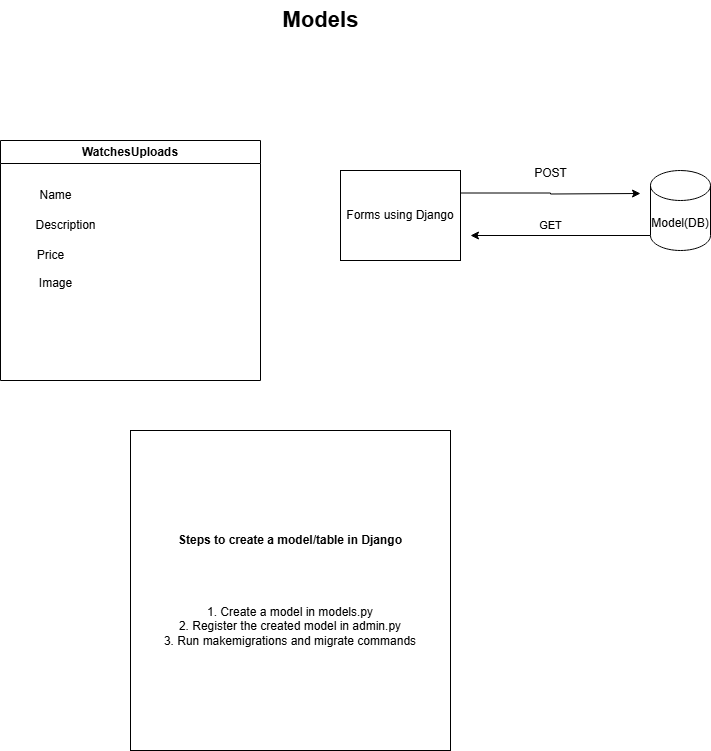 Models
WatchesUploads
Name
Description
Price
Image
Forms using Django
POST
GET
Model(DB)
Steps to create a model/table in Django
1. Create a model in models.py
2. Register the created model in admin.py
3. Run makemigrations and migrate commands